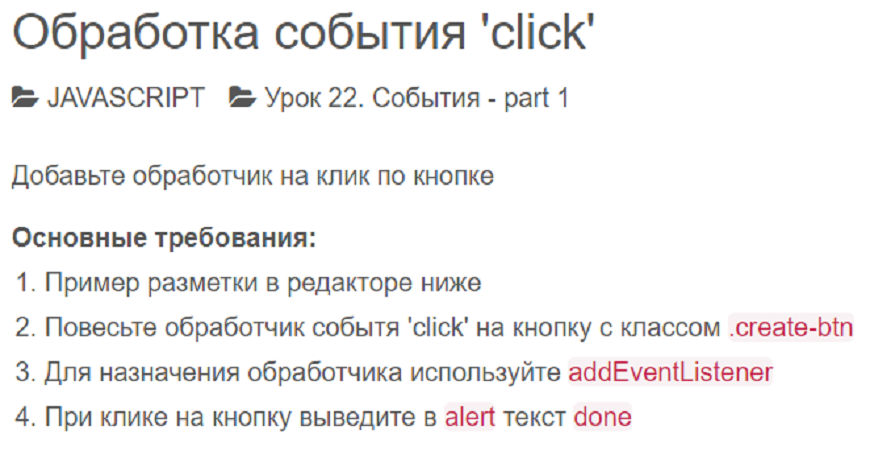 Обработка события 'click'
JAVASCRIPT Урок 22. События - part 1
Добавьте обработчик на клик по кнопке
Основные требования:
1. Пример разметки в редакторе ниже
2. Повесьте обработчик событя 'click' на кнопку с классом .create-btn
3. Для назначения обработчика используйте addEventListener
4. При клике на кнопку выведите в alert текст done